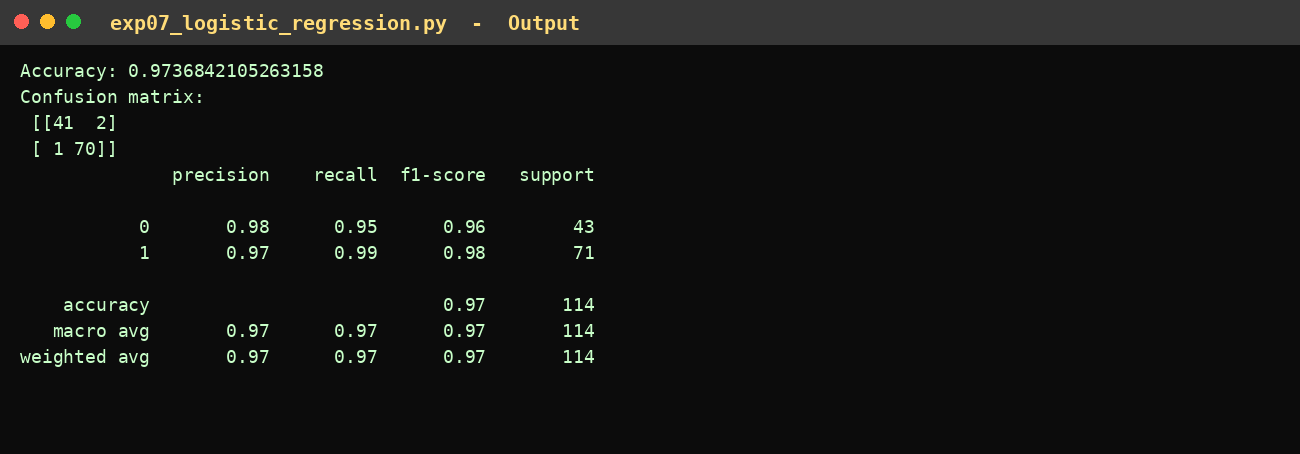 exp07_logistic_regression.py  -  Output
Accuracy: 0.9736842105263158
Confusion matrix:
 [[41  2]
 [ 1 70]]
              precision    recall  f1-score   support

           0       0.98      0.95      0.96        43
           1       0.97      0.99      0.98        71

    accuracy                           0.97       114
   macro avg       0.97      0.97      0.97       114
weighted avg       0.97      0.97      0.97       114